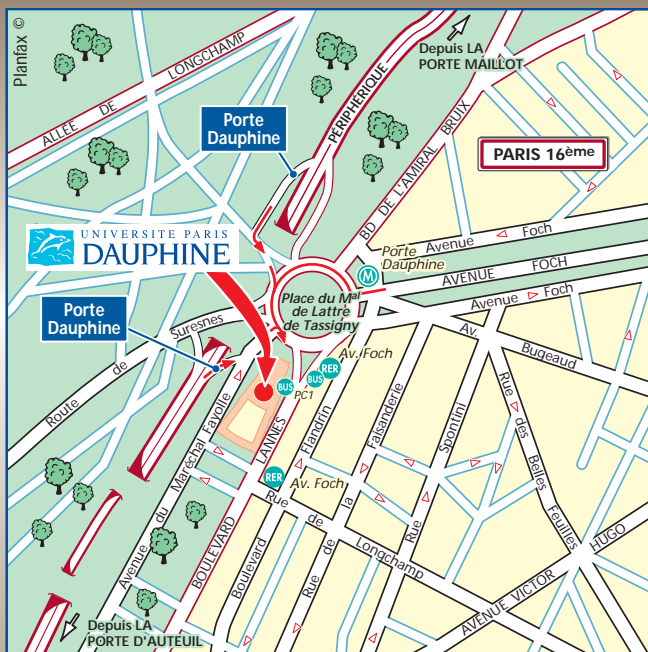 Planfax ©
ALLÉE DE LONGCHAMP
Depuis LA
PORTE MAILLOT
PÉRIPHÉRIQUE
Porte
Dauphine
BD DE L'AMIRAL BRUIX
PARIS 16ème
UNIVERSITE PARIS
DAUPHINE
Porte
Dauphine
M
Avenue Foch
AVENUE FOCH
Avenue Foch
Place du Mal
de Lattre
de Tassigny
Porte
Dauphine
Route de Suresnes
Av. Bugeaud
Av. Foch
RER
BUS
BUS
PC1
RER
Av. Foch
Avenue du Maréchal Fayolle
BOULEVARD LANNES
Boulevard Flandrin
Rue de la Faisanderie
Rue Spontini
Rue des Belles Feuilles
Rue de Longchamp
AVENUE VICTOR HUGO
Depuis LA
PORTE D'AUTEUIL